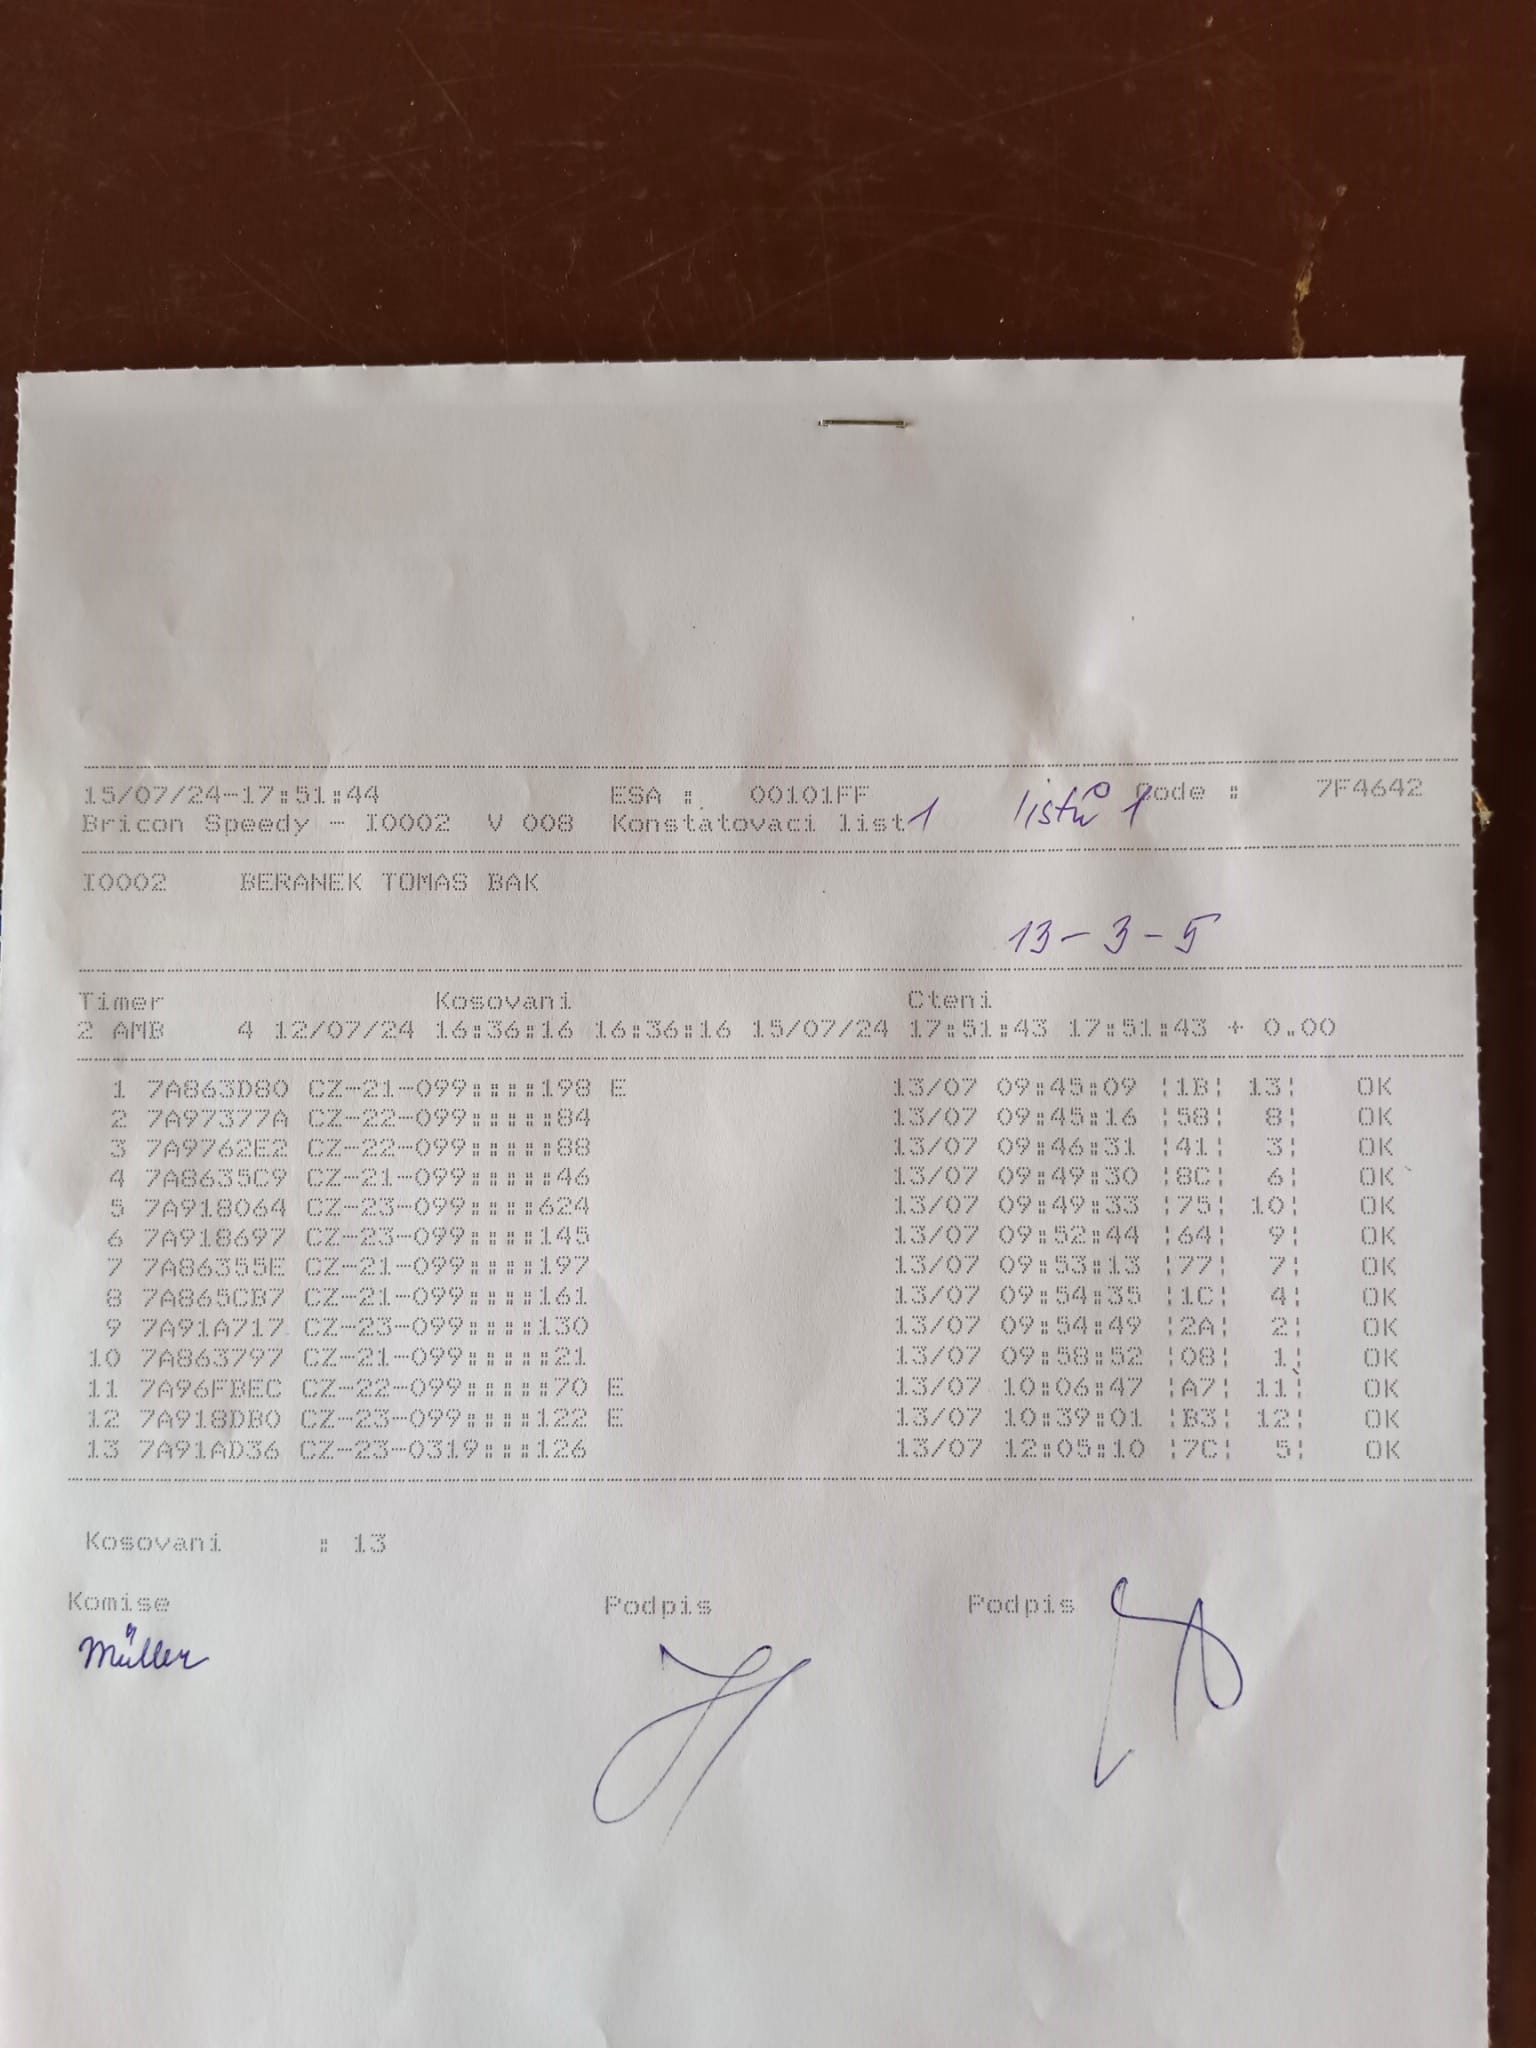 15/07/24-17:51:44 ESA : 00101FF Code : 7F4642
Bricon Speedy - I0002 V 008 Konstatovaci list 1 listů 1
I0002 BERANEK TOMAS BAK
13-3-5
Timer Kosovani Cteni
2 AMB 4 12/07/24 16:36:16 16:36:16 15/07/24 17:51:43 17:51:43 + 0.00
1 7A863D80 CZ-21-099::::198 E 13/07 09:45:09 ¦1B¦ 13¦ OK
2 7A97377A CZ-22-099:::::84 13/07 09:45:16 ¦58¦ 8¦ OK
3 7A9762E2 CZ-22-099:::::88 13/07 09:46:31 ¦41¦ 3¦ OK
4 7A8635C9 CZ-21-099:::::46 13/07 09:49:30 ¦8C¦ 6¦ OK
5 7A918064 CZ-23-099::::624 13/07 09:49:33 ¦75¦ 10¦ OK
6 7A918697 CZ-23-099::::145 13/07 09:52:44 ¦64¦ 9¦ OK
7 7A86355E CZ-21-099::::197 13/07 09:53:13 ¦77¦ 7¦ OK
8 7A865CB7 CZ-21-099::::161 13/07 09:54:35 ¦1C¦ 4¦ OK
9 7A91A717 CZ-23-099::::130 13/07 09:54:49 ¦2A¦ 2¦ OK
10 7A863797 CZ-21-099:::::21 13/07 09:58:52 ¦08¦ 1¦ OK
11 7A96FBEC CZ-22-099:::::70 E 13/07 10:06:47 ¦A7¦ 11¦ OK
12 7A918DB0 CZ-23-099::::122 E 13/07 10:39:01 ¦B3¦ 12¦ OK
13 7A91AD36 CZ-23-0319:::126 13/07 12:05:10 ¦7C¦ 5¦ OK
Kosovani : 13
Komise Podpis Podpis
Müller